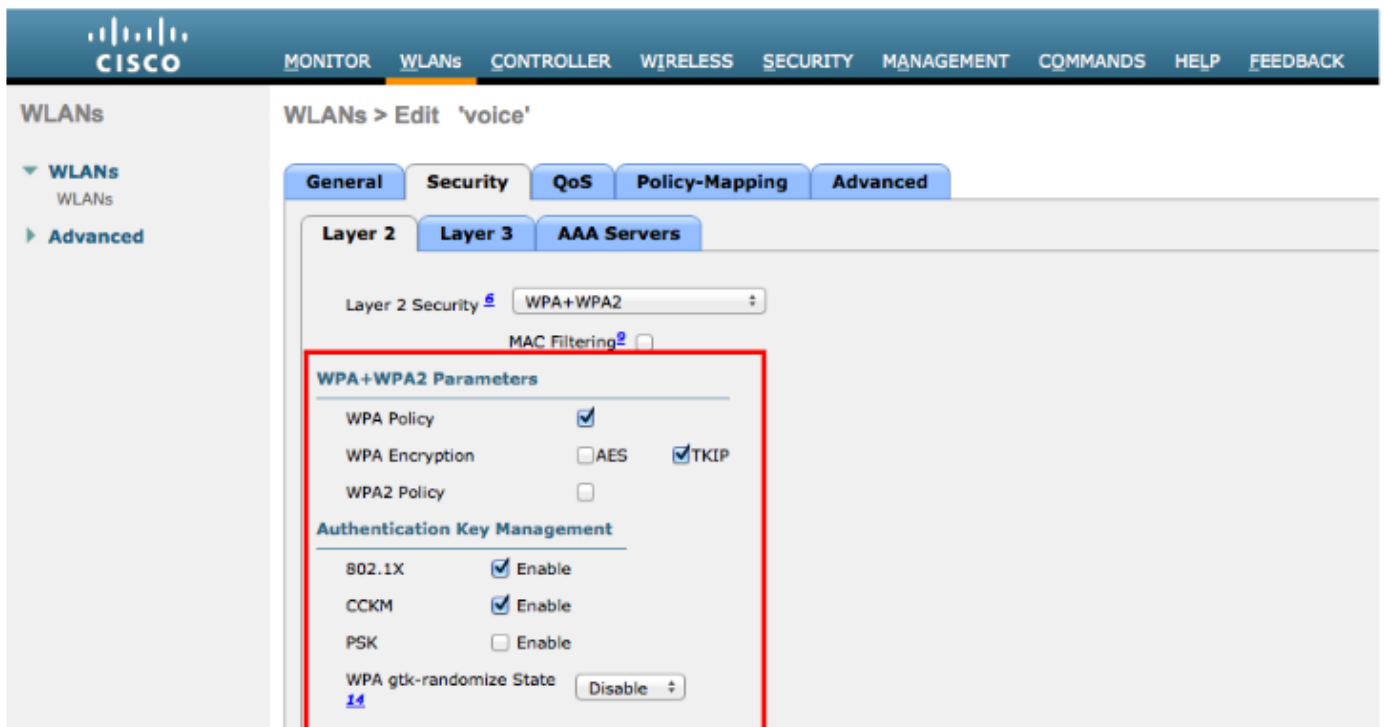 CISCO
MONITOR WLANs CONTROLLER WIRELESS SECURITY MANAGEMENT COMMANDS HELP FEEDBACK
WLANs
WLANs
WLANs
Advanced
WLANs > Edit 'voice'
General Security QoS Policy-Mapping Advanced
Layer 2 Layer 3 AAA Servers
Layer 2 Security 6 WPA+WPA2
MAC Filtering 9
WPA+WPA2 Parameters
WPA Policy
WPA Encryption AES TKIP
WPA2 Policy
Authentication Key Management
802.1X Enable
CCKM Enable
PSK Enable
WPA gtk-randomize State Disable
14